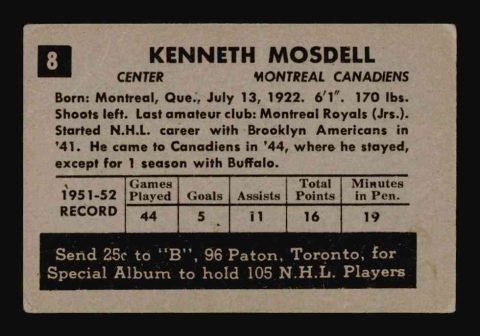 8 KENNETH MOSDELL
CENTER MONTREAL CANADIENS
Born: Montreal, Que., July 13, 1922. 6'1". 170 lbs.
Shoots left. Last amateur club: Montreal Royals (Jrs.).
Started N.H.L. career with Brooklyn Americans in
'41. He came to Canadiens in '44, where he stayed,
except for 1 season with Buffalo.
1951-52 RECORD
Games Played Goals Assists Total Points Minutes in Pen.
44 5 11 16 19
Send 25c to "B", 96 Paton, Toronto, for
Special Album to hold 105 N.H.L. Players